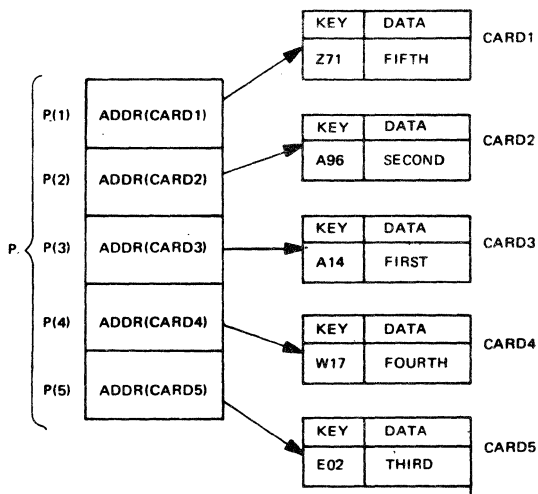 KEY DATA
CARD1
Z71 FIFTH
P(1) ADDR(CARD1)
KEY DATA
CARD2
A96 SECOND
P(2) ADDR(CARD2)
KEY DATA
CARD3
P. P(3) ADDR(CARD3)
A14 FIRST
KEY DATA
P(4) ADDR(CARD4)
CARD4
W17 FOURTH
P(5) ADDR(CARD5)
KEY DATA
CARD5
E02 THIRD